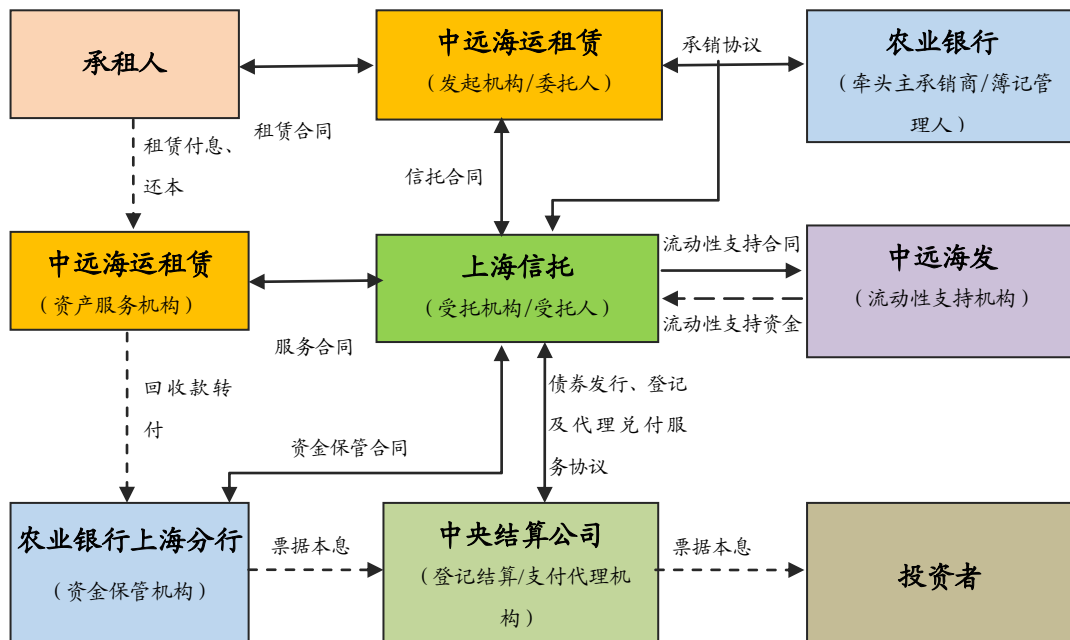 承租人
中远海运租赁
（发起机构/委托人）
承销协议
农业银行
（牵头主承销商/簿记管
理人）
租赁付息、
还本
租赁合同
信托合同
中远海运租赁
（资产服务机构）
上海信托
（受托机构/受托人）
流动性支持合同
流动性支持资金
中远海发
（流动性支持机构）
服务合同
回收款转
付
债券发行、登记
及代理兑付服
务协议
资金保管合同
农业银行上海分行
（资金保管机构）
票据本息
中央结算公司
（登记结算/支付代理机
构）
票据本息
投资者